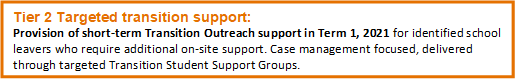 Tier 2 Targeted transition support:
Provision of short-term Transition Outreach support in Term 1, 2021 for identified school
leavers who require additional on-site support. Case management focused, delivered
through targeted Transition Student Support Groups.